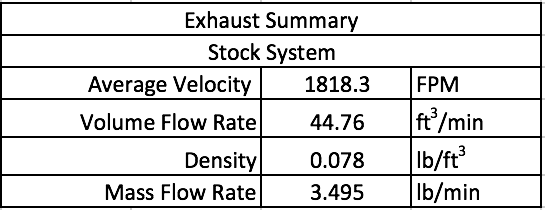 Exhaust Summary
Stock System
Average Velocity 1818.3 FPM
Volume Flow Rate 44.76 ft³/min
Density 0.078 lb/ft³
Mass Flow Rate 3.495 lb/min